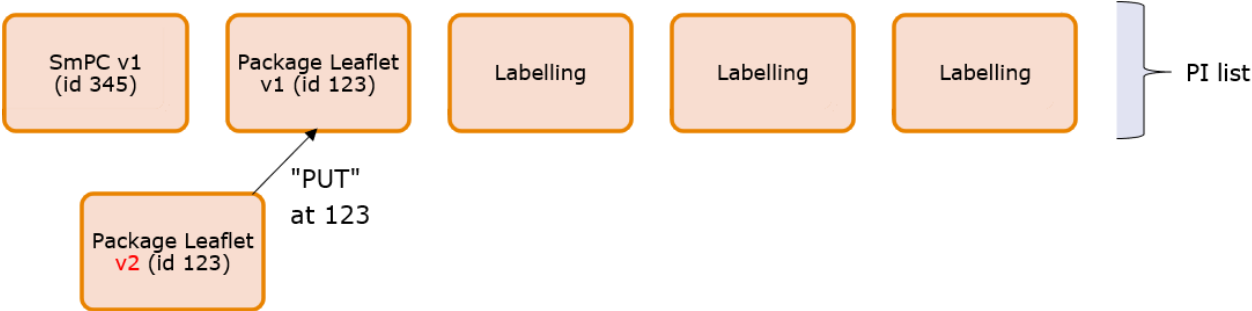 SmPC v1
(id 345)
Package Leaflet
v1 (id 123)
Labelling
Labelling
Labelling
PI list
"PUT"
at 123
Package Leaflet
v2 (id 123)